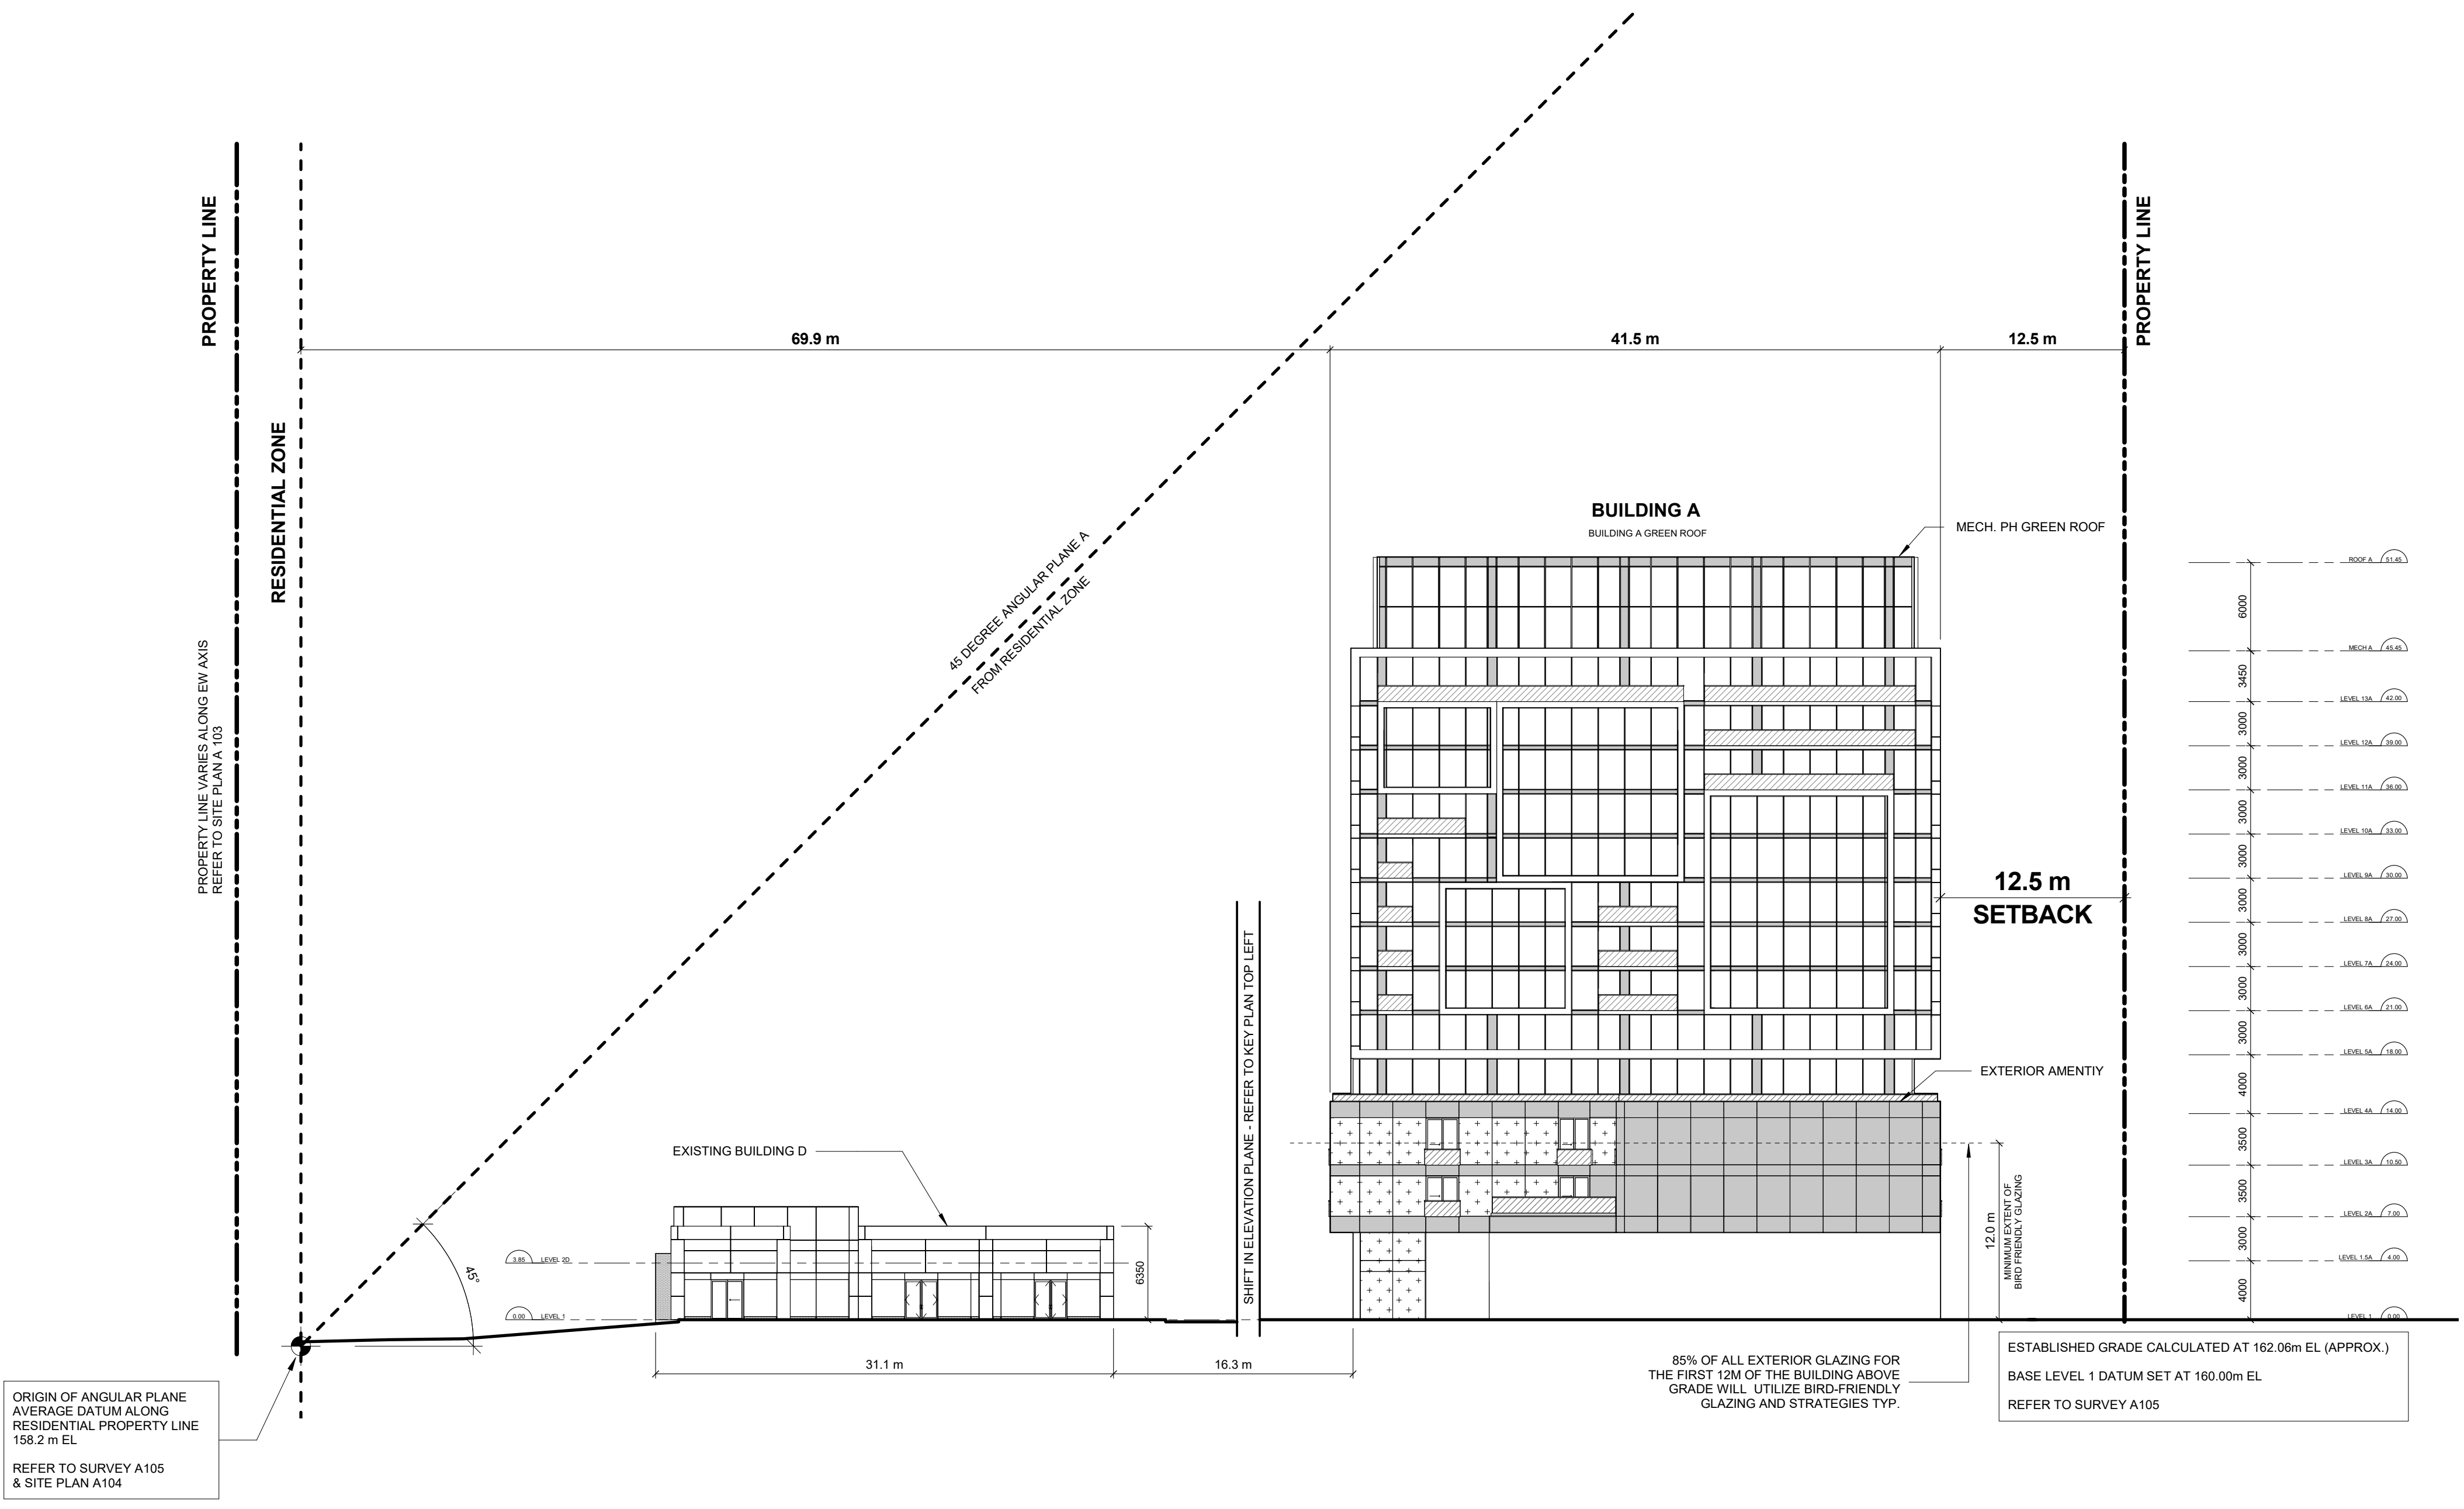 PROPERTY LINE
PROPERTY LINE
RESIDENTIAL ZONE
69.9 m
41.5 m
12.5 m
BUILDING A
BUILDING A GREEN ROOF
MECH. PH GREEN ROOF
45 DEGREE ANGULAR PLANE A
FROM RESIDENTIAL ZONE
PROPERTY LINE VARIES ALONG EW AXIS
REFER TO SITE PLAN A 103
ROOF A 51.45
6000
MECH A 45.45
3450
LEVEL 13A 42.00
3000
LEVEL 12A 39.00
3000
LEVEL 11A 36.00
3000
LEVEL 10A 33.00
3000
LEVEL 9A 30.00
3000
LEVEL 8A 27.00
3000
LEVEL 7A 24.00
3000
LEVEL 6A 21.00
3000
LEVEL 5A 18.00
4000
LEVEL 4A 14.00
3500
LEVEL 3A 10.50
3500
LEVEL 2A 7.00
3000
LEVEL 1.5A 4.00
4000
LEVEL 1 0.00
12.5 m
SETBACK
EXTERIOR AMENTIY
SHIFT IN ELEVATION PLANE - REFER TO KEY PLAN TOP LEFT
EXISTING BUILDING D
12.0 m
MINIMUM EXTENT OF
BIRD FRIENDLY GLAZING
3.85 LEVEL 2D
0.00 LEVEL 1
6350
45°
31.1 m
16.3 m
85% OF ALL EXTERIOR GLAZING FOR
THE FIRST 12M OF THE BUILDING ABOVE
GRADE WILL UTILIZE BIRD-FRIENDLY
GLAZING AND STRATEGIES TYP.
ESTABLISHED GRADE CALCULATED AT 162.06m EL (APPROX.)
BASE LEVEL 1 DATUM SET AT 160.00m EL
REFER TO SURVEY A105
ORIGIN OF ANGULAR PLANE
AVERAGE DATUM ALONG
RESIDENTIAL PROPERTY LINE
158.2 m EL
REFER TO SURVEY A105
& SITE PLAN A104